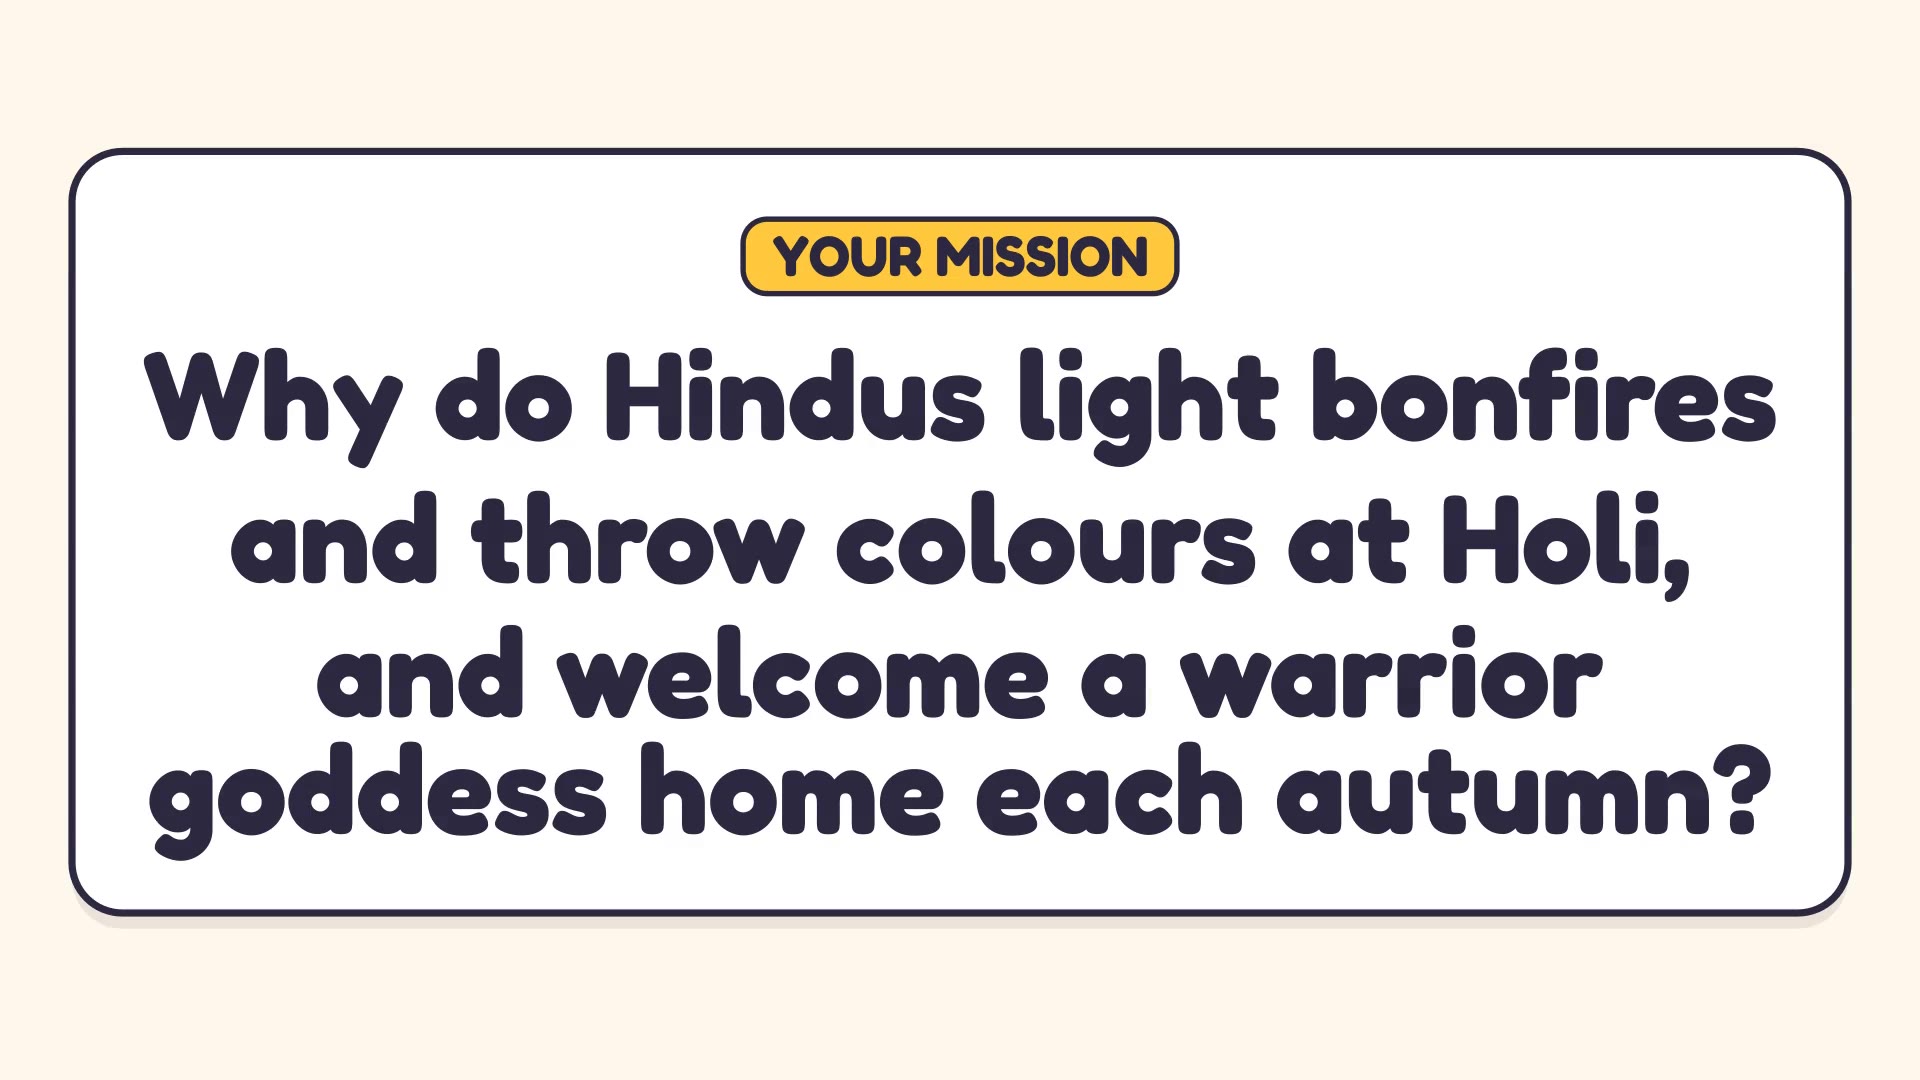 YOUR MISSION
Why do Hindus light bonfires
and throw colours at Holi,
and welcome a warrior
goddess home each autumn?